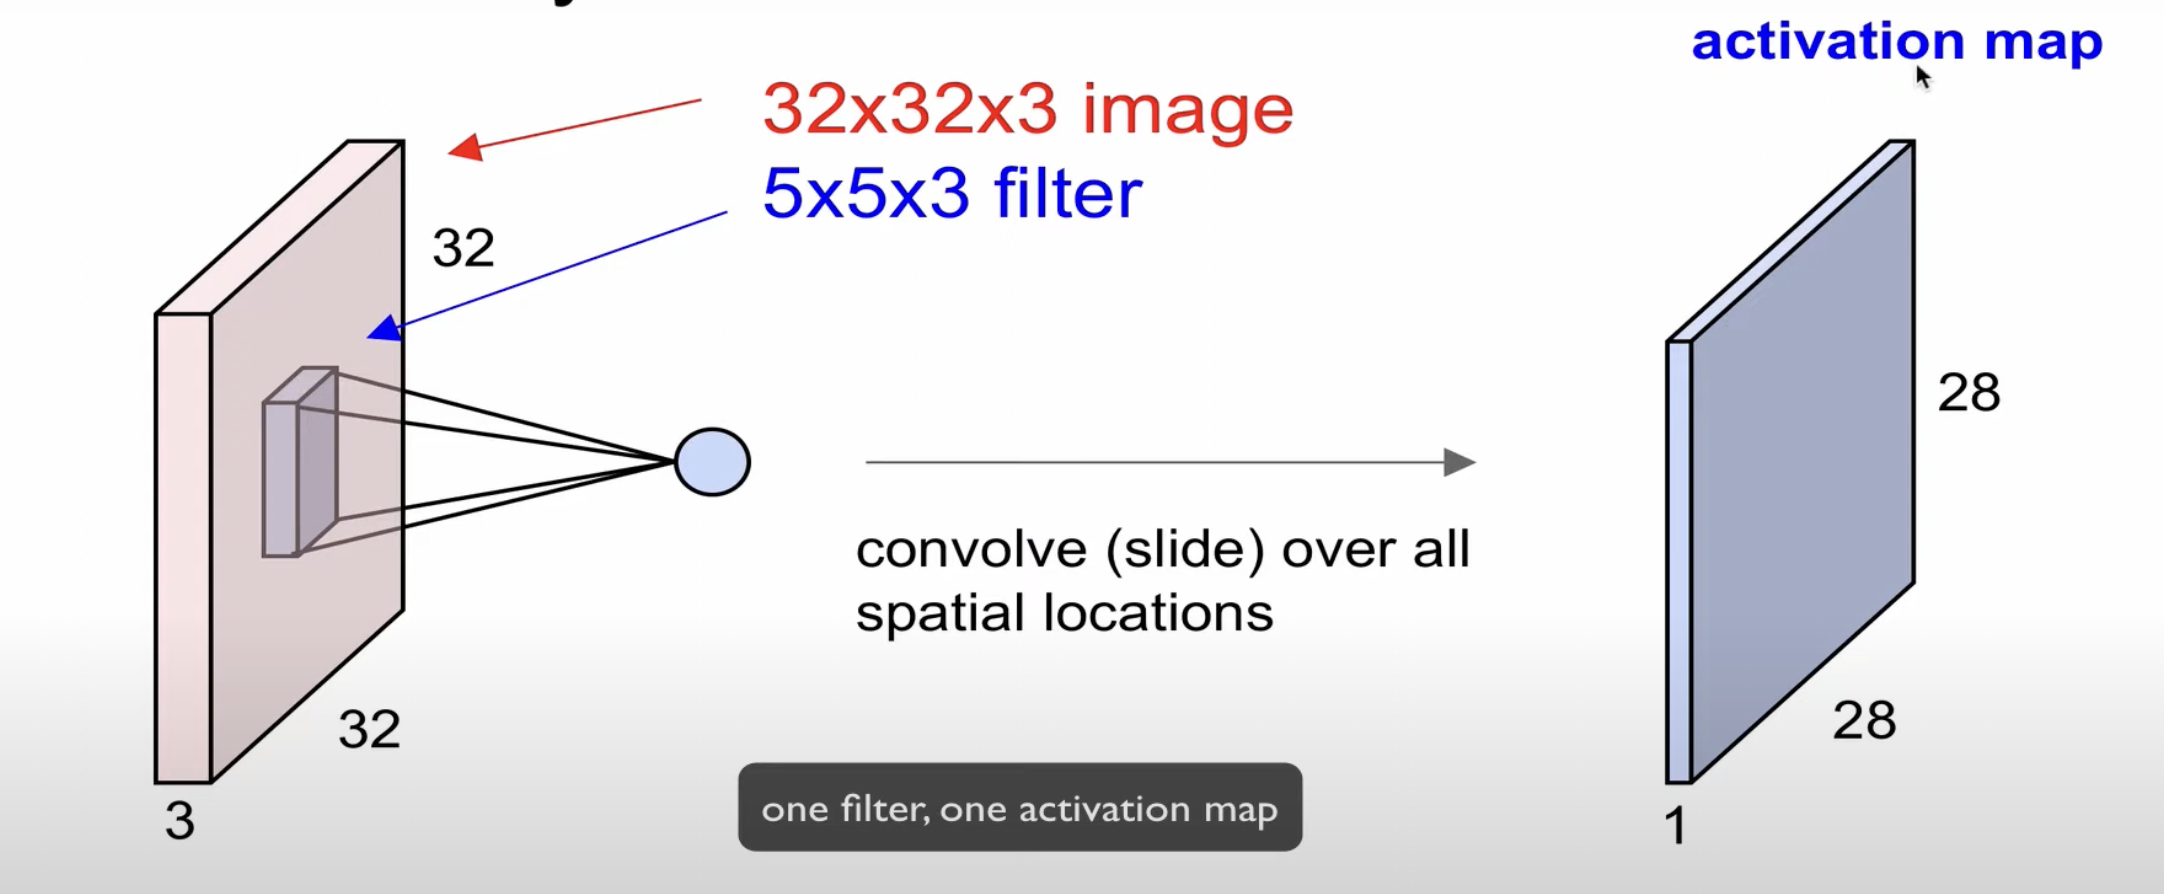 activation map
32x32x3 image
5x5x3 filter
32
28
convolve (slide) over all
spatial locations
32
28
3
one filter, one activation map
1